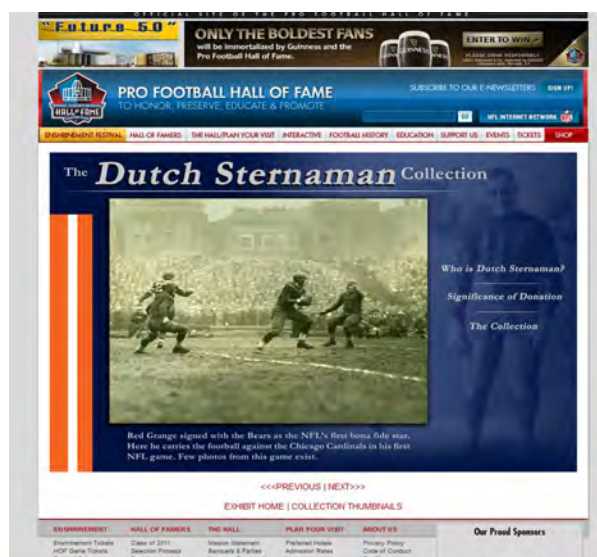 OFFICIAL SITE OF THE PRO FOOTBALL HALL OF FAME
"Future 50"
ONLY THE BOLDEST FANS
will be immortalized by Guinness and the
Pro Football Hall of Fame.
GUINNESS
ENTER TO WIN
PLEASE DRINK RESPONSIBLY.
HALL OF FAME
PRO FOOTBALL HALL OF FAME
TO HONOR, PRESERVE, EDUCATE & PROMOTE
SUBSCRIBE TO OUR E-NEWSLETTERS
SIGN UP!
GO
NFL INTERNET NETWORK
ENSHRINEMENT FESTIVAL HALL OF FAMERS THE HALL/PLAN YOUR VISIT INTERACTIVE FOOTBALL HISTORY EDUCATION SUPPORT US EVENTS TICKETS SHOP
The Dutch Sternaman Collection
Who is Dutch Sternaman?
Significance of Donation
The Collection
Red Grange signed with the Bears as the NFL's first bona fide star.
Here he carries the football against the Chicago Cardinals in his first
NFL game. Few photos from this game exist.
<<<PREVIOUS | NEXT>>>
EXHIBIT HOME | COLLECTION THUMBNAILS
ENSHRINEMENT HALL OF FAMERS THE HALL PLAN YOUR VISIT ABOUT US
Our Proud Sponsors
Enshrinement Tickets Class of 2011 Mission Statement Preferred Hotels Privacy Policy
HOF Game Tickets Selection Process Banquets & Parties Admission Rates Code of Conduct